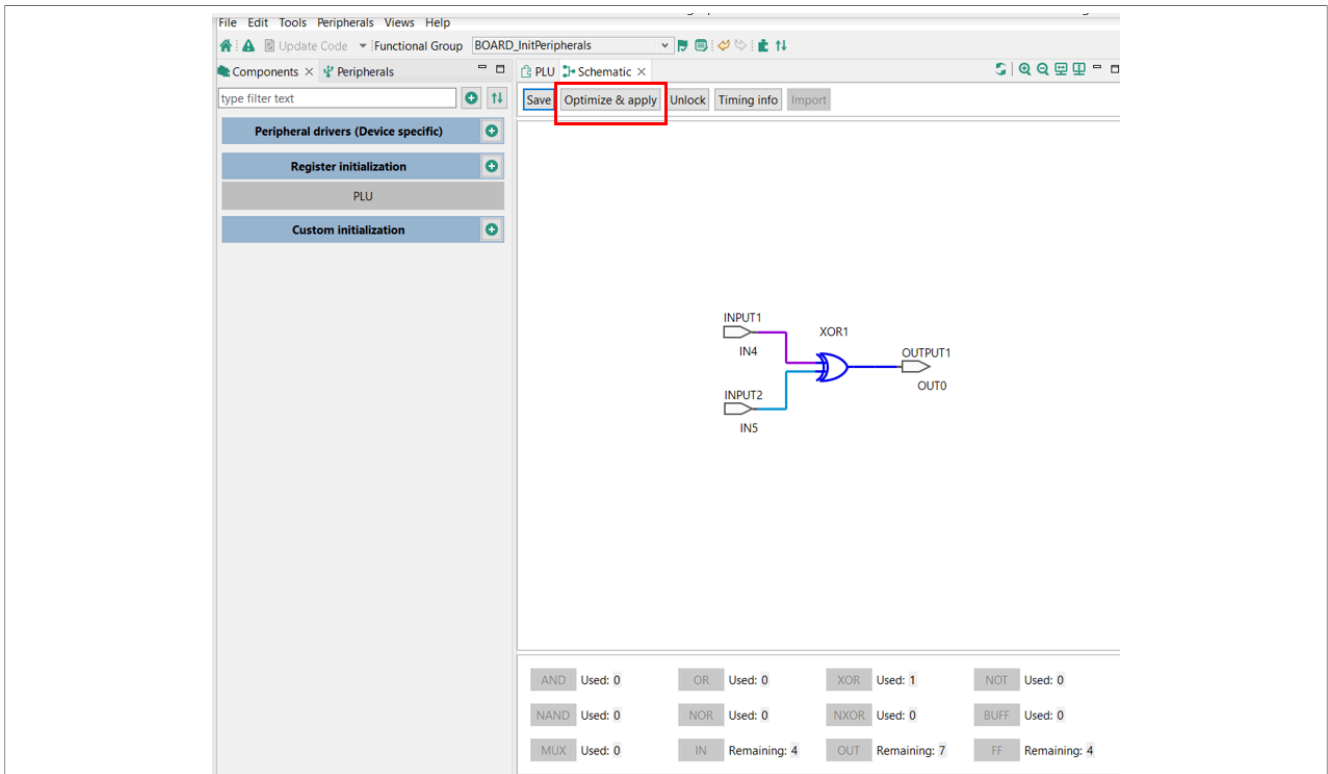 File Edit Tools Peripherals Views Help
Update Code Functional Group BOARD_InitPeripherals
Components Peripherals
PLU Schematic
type filter text
Save Optimize & apply Unlock Timing info Import
Peripheral drivers (Device specific)
Register initialization
PLU
Custom initialization
INPUT1
IN4
XOR1
OUTPUT1
OUT0
INPUT2
IN5
AND Used: 0 OR Used: 0 XOR Used: 1 NOT Used: 0
NAND Used: 0 NOR Used: 0 NXOR Used: 0 BUFF Used: 0
MUX Used: 0 IN Remaining: 4 OUT Remaining: 7 FF Remaining: 4